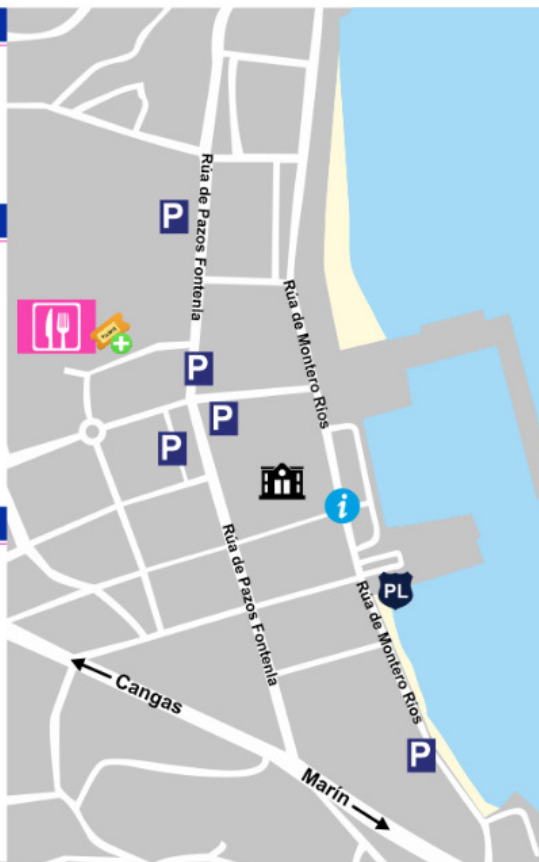 Rúa de Pazos Fontenla
P
Rúa de Montero Ríos
P
P
P
i
Rúa de Pazos Fontenla
PL
Rúa de Montero Ríos
Cangas
P
Marín